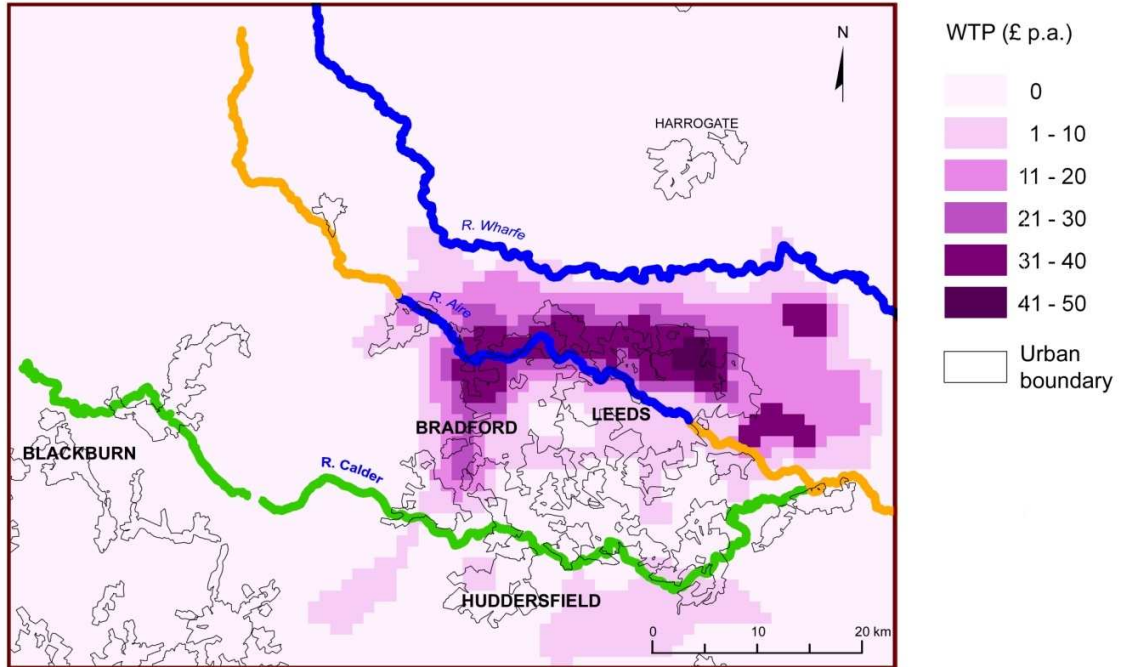 WTP (£ p.a.)
0
1 - 10
11 - 20
21 - 30
31 - 40
41 - 50
Urban
boundary
N
HARROGATE
R. Wharfe
R. Aire
LEEDS
BRADFORD
BLACKBURN
R. Calder
HUDDERSFIELD
0 10 20 km